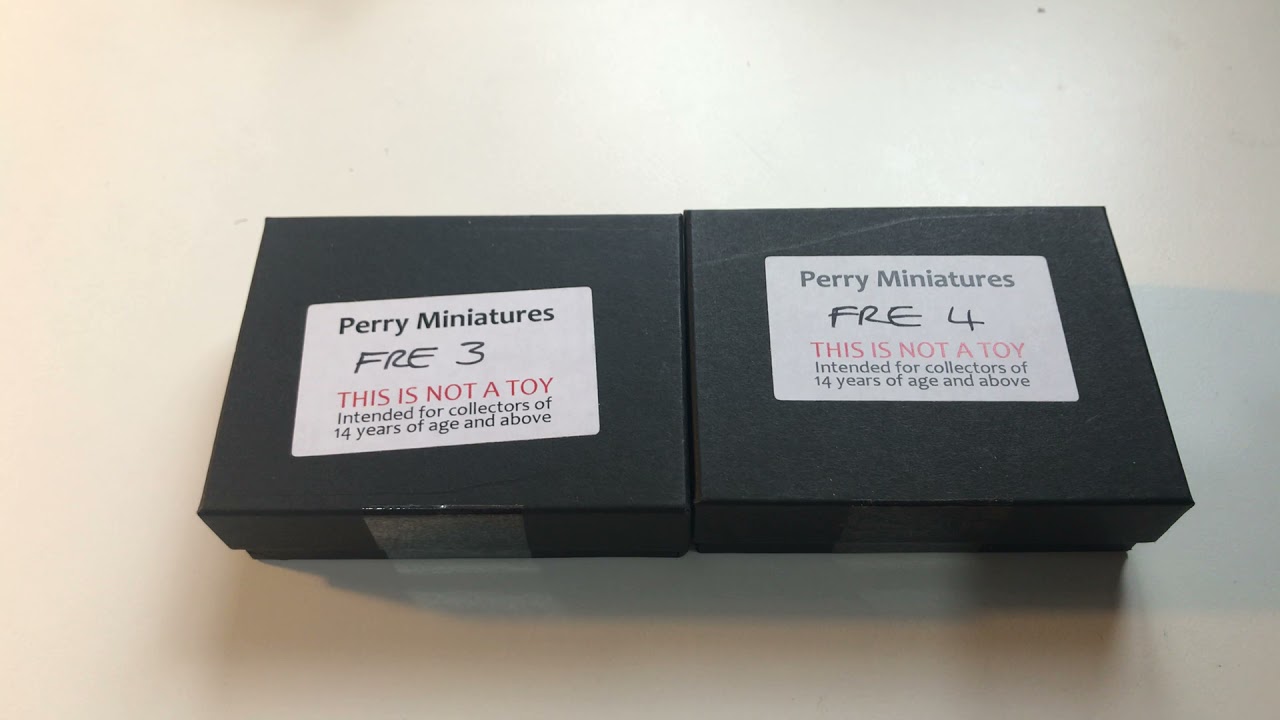 Perry Miniatures
FRE 3
THIS IS NOT A TOY
Intended for collectors of
14 years of age and above
Perry Miniatures
FRE 4
THIS IS NOT A TOY
Intended for collectors of
14 years of age and above